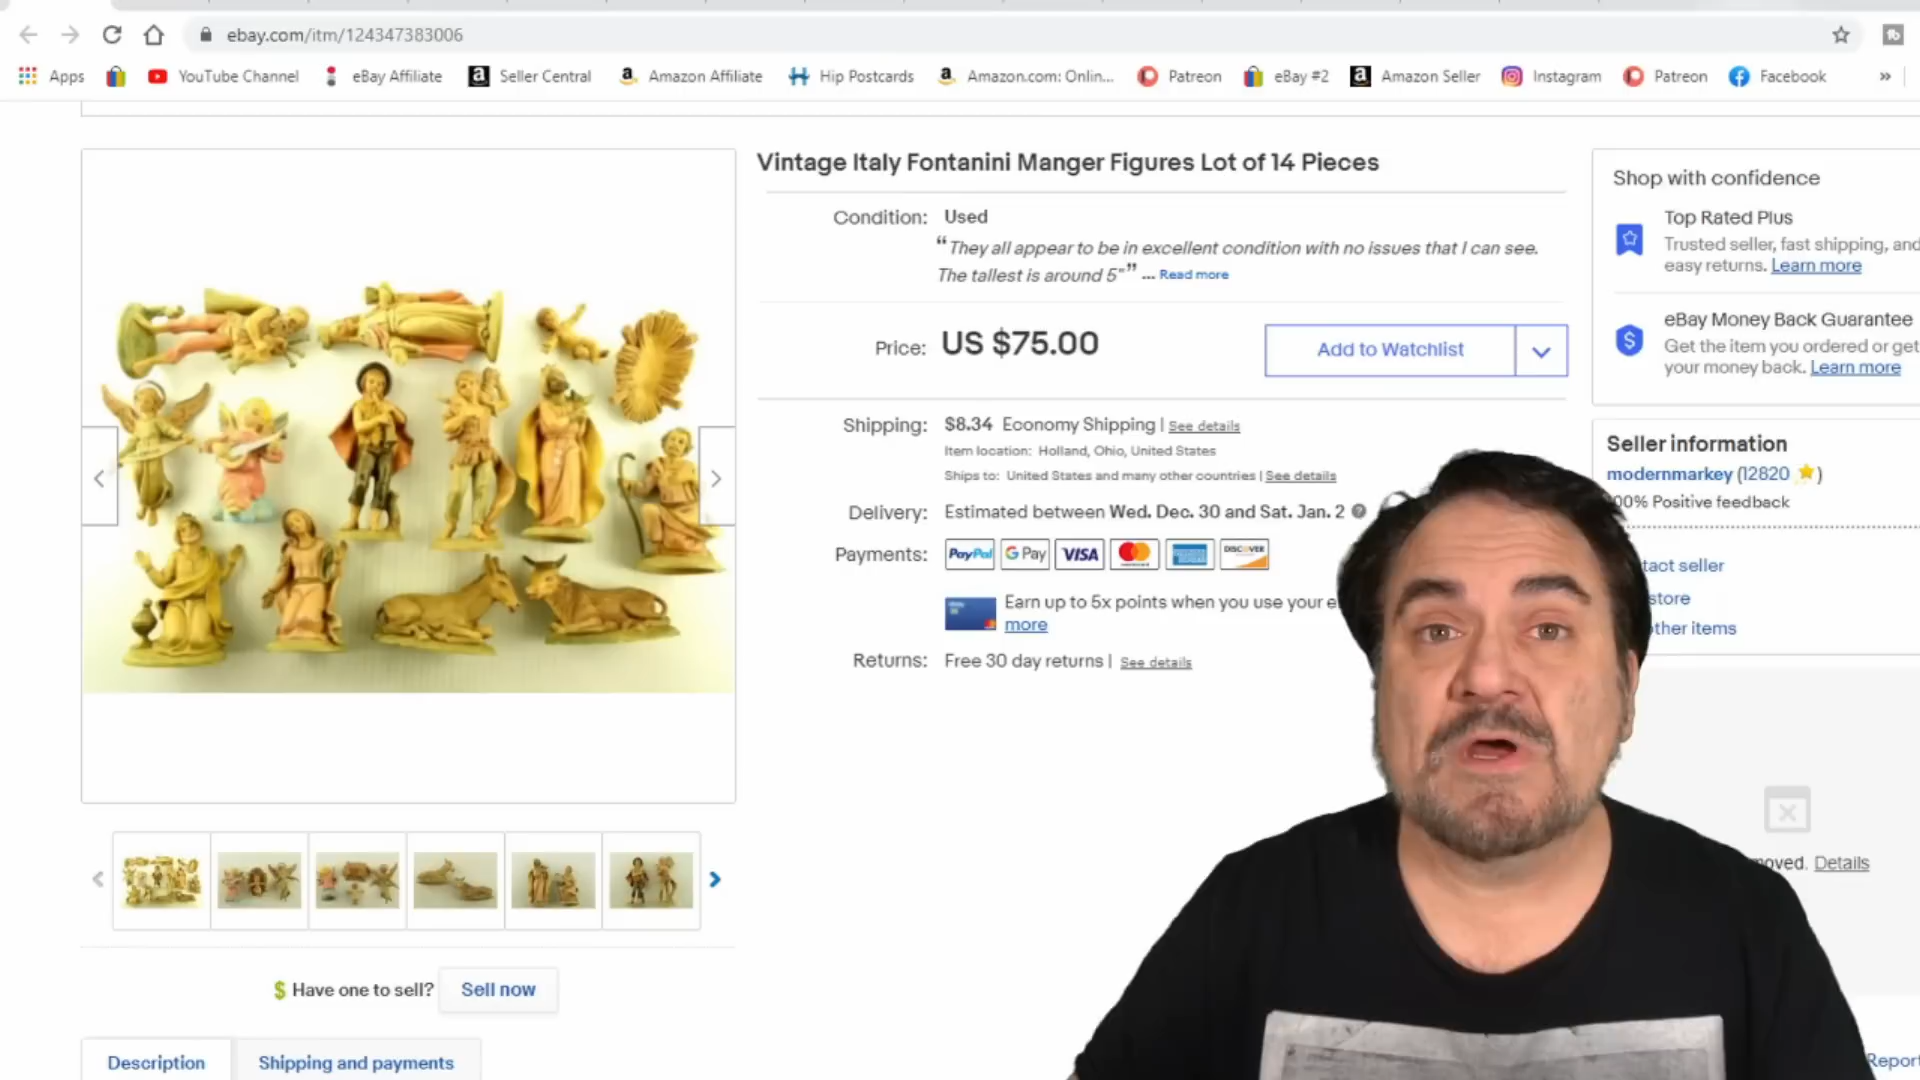 ebay.com/itm/124347383006
Apps
YouTube Channel
eBay Affiliate
Seller Central
Amazon Affiliate
Hip Postcards
Amazon.com: Onlin...
Patreon
eBay #2
Amazon Seller
Instagram
Patreon
Facebook
»
Vintage Italy Fontanini Manger Figures Lot of 14 Pieces
Condition: Used
“They all appear to be in excellent condition with no issues that I can see.
The tallest is around 5"” ... Read more
Price: US $75.00
Add to Watchlist
Shipping: $8.34 Economy Shipping | See details
Item location: Holland, Ohio, United States
Ships to: United States and many other countries | See details
Delivery: Estimated between Wed. Dec. 30 and Sat. Jan. 2
Payments: PayPal G Pay VISA DISCOVER
Earn up to 5x points when you use your e
more
Returns: Free 30 day returns | See details
Shop with confidence
Top Rated Plus
Trusted seller, fast shipping, and
easy returns. Learn more
eBay Money Back Guarantee
Get the item you ordered or get
your money back. Learn more
Seller information
modernmarkey (12820 )
00% Positive feedback
tact seller
store
other items
moved. Details
$ Have one to sell? Sell now
Description
Shipping and payments
Report